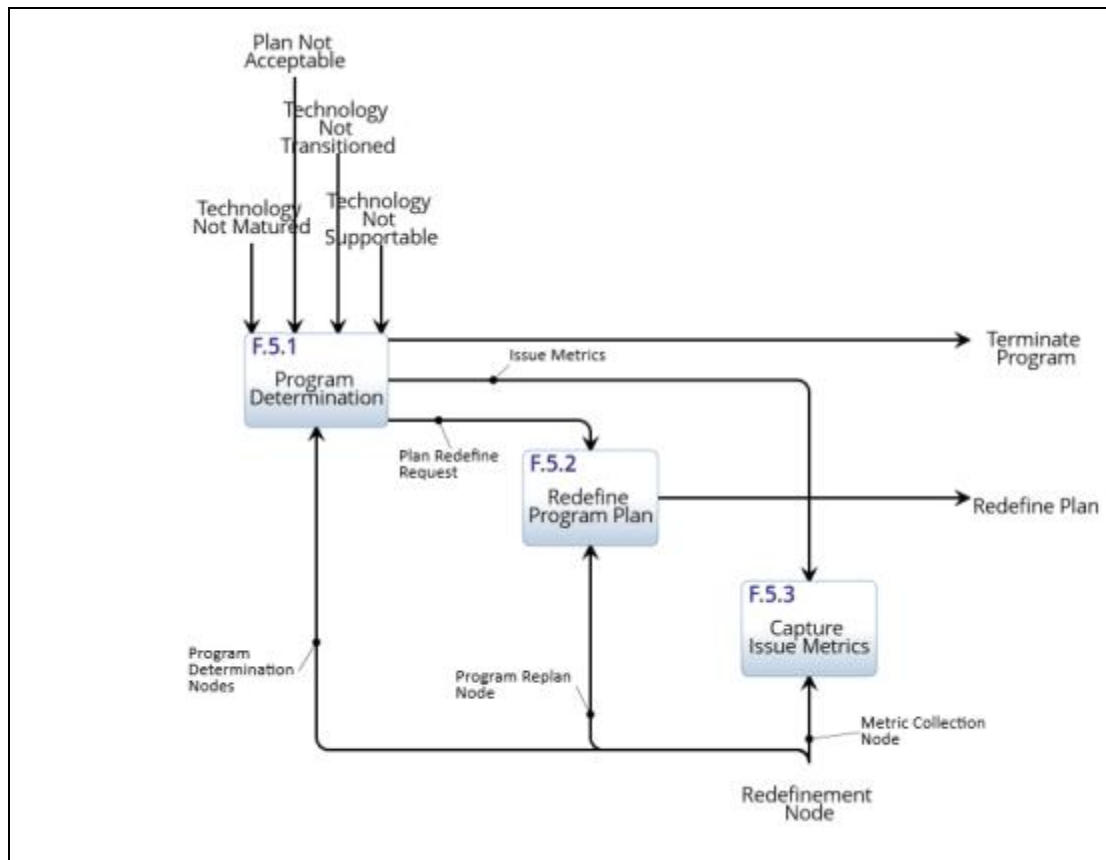 Plan Not
Acceptable
Technology
Not
Transitioned
Technology
Not Matured
Technology
Not
Supportable
F.5.1
Program
Determination
Terminate
Program
Issue Metrics
Plan Redefine
Request
F.5.2
Redefine
Program Plan
Redefine Plan
F.5.3
Capture
Issue Metrics
Program
Determination
Nodes
Program Replan
Node
Metric Collection
Node
Redefinement
Node